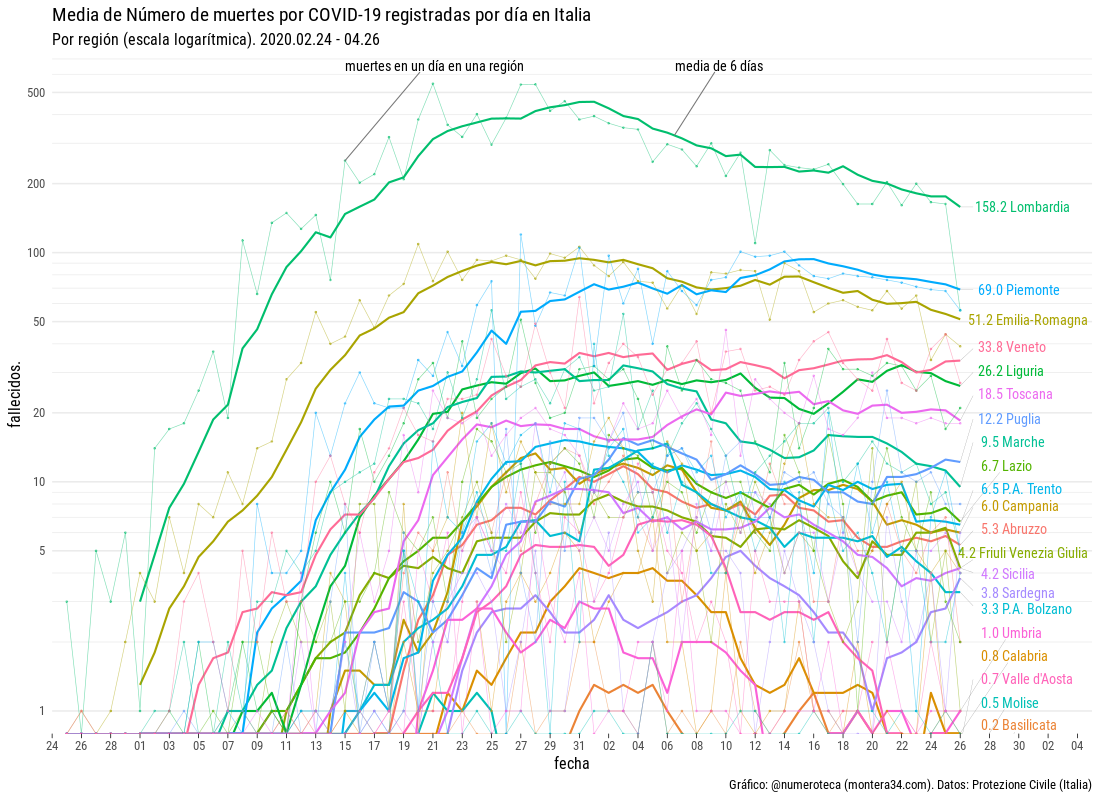 Media de Número de muertes por COVID-19 registradas por día en Italia
Por región (escala logarítmica). 2020.02.24 - 04.26
muertes en un día en una región
media de 6 días
500
200
100
50
20
10
5
1
fallecidos.
158.2 Lombardia
69.0 Piemonte
51.2 Emilia-Romagna
33.8 Veneto
26.2 Liguria
18.5 Toscana
12.2 Puglia
9.5 Marche
6.7 Lazio
6.5 P.A. Trento
6.0 Campania
5.3 Abruzzo
4.2 Friuli Venezia Giulia
4.2 Sicilia
3.8 Sardegna
3.3 P.A. Bolzano
1.0 Umbria
0.8 Calabria
0.7 Valle d'Aosta
0.5 Molise
0.2 Basilicata
24 26 28 01 03 05 07 09 11 13 15 17 19 21 23 25 27 29 31 02 04 06 08 10 12 14 16 18 20 22 24 26 28 30 02 04
fecha
Gráfico: @numeroteca (montera34.com). Datos: Protezione Civile (Italia)